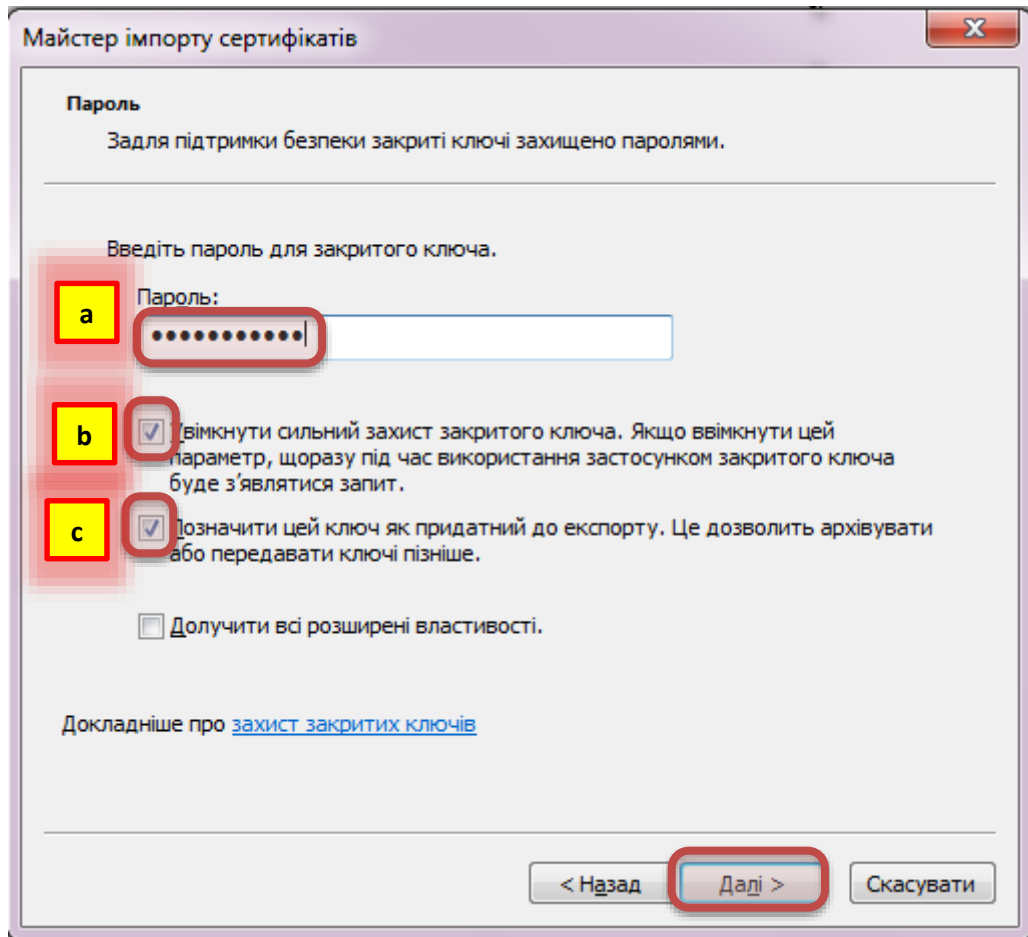 Майстер імпорту сертифікатів
X
Пароль
Задля підтримки безпеки закриті ключі захищено паролями.
Введіть пароль для закритого ключа.
a
Пароль:
•••••••••••
b
Увімкнути сильний захист закритого ключа. Якщо ввімкнути цей
параметр, щоразу під час використання застосунком закритого ключа
буде з’являтися запит.
c
Позначити цей ключ як придатний до експорту. Це дозволить архівувати
або передавати ключі пізніше.
Долучити всі розширені властивості.
Докладніше про захист закритих ключів
< Назад
Далі >
Скасувати